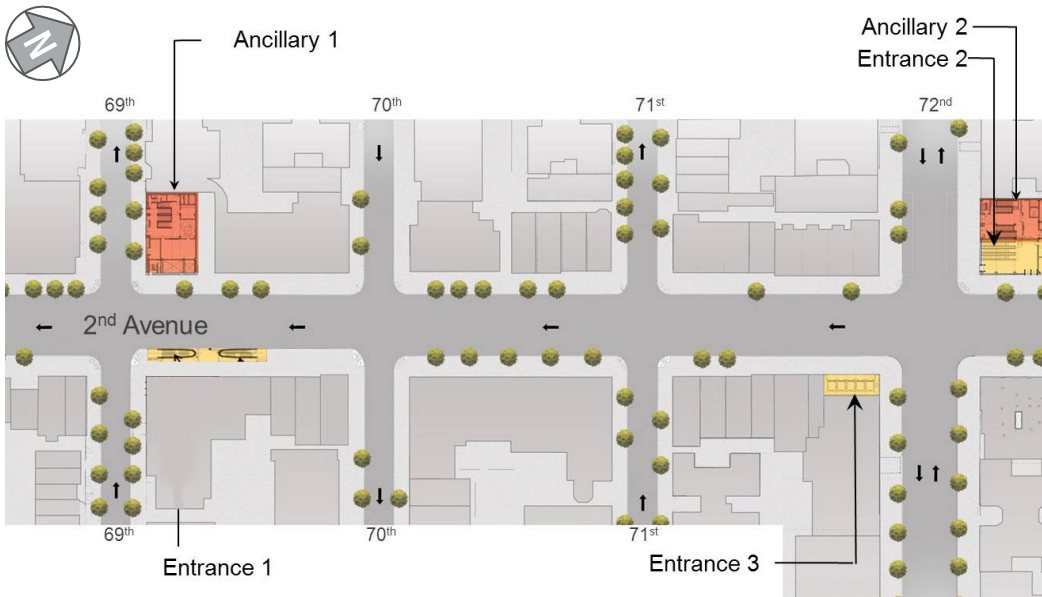 N
Ancillary 1
Ancillary 2
Entrance 2
69th
70th
71st
72nd
2nd Avenue
69th
70th
71st
Entrance 1
Entrance 3